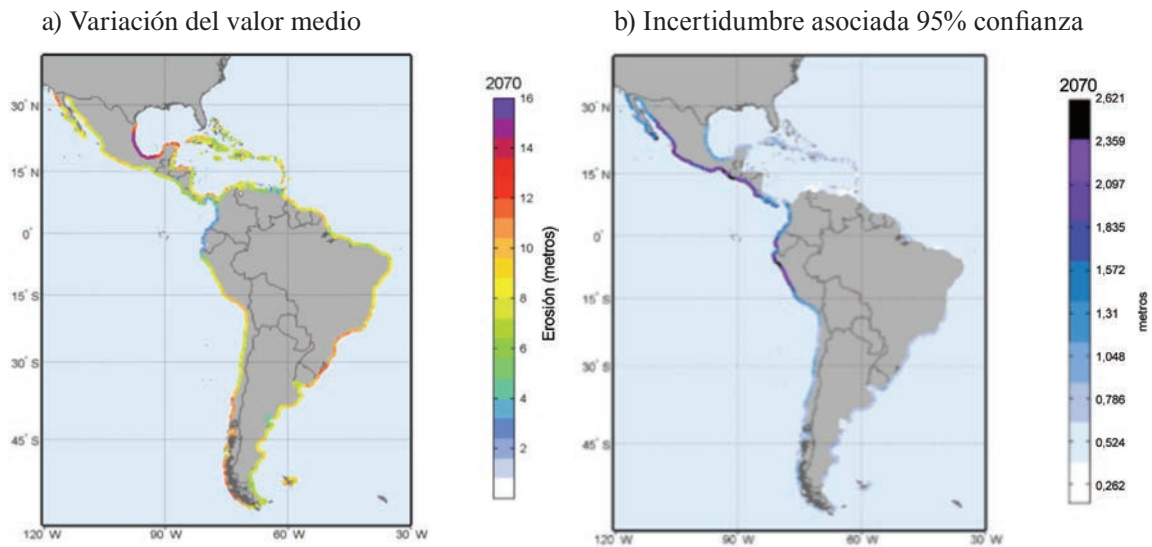 a) Variación del valor medio
b) Incertidumbre asociada 95% confianza
30° N
15° N
0°
15° S
30° S
45° S
120 W
90 W
60 W
30 W
2070
16
14
12
10
8
6
4
2
Erosión (metros)
30° N
15° N
0°
15° S
30° S
45° S
120 W
90 W
60 W
30 W
2070
2,621
2,359
2,097
1,835
1,572
1,31
1,048
0,786
0,524
0,262
metros